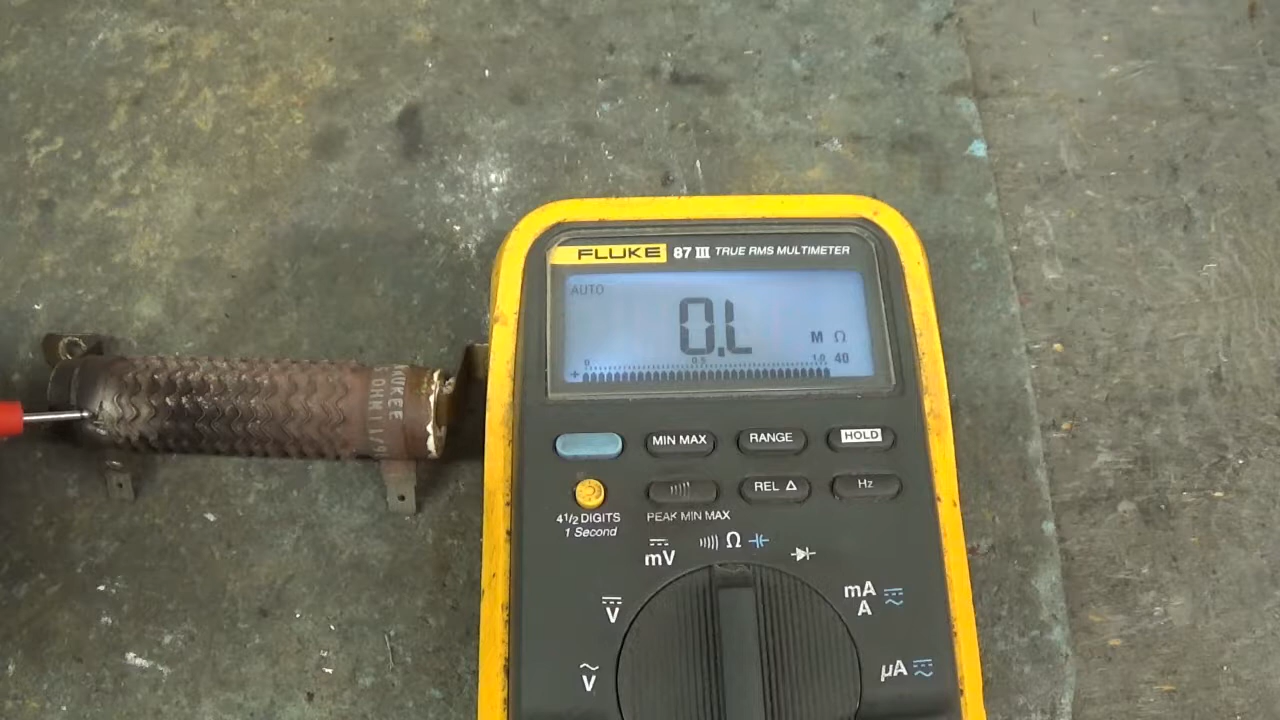 FLUKE 87 III TRUE RMS MULTIMETER
AUTO
0.L
M Ω
0 0.5 1.0 40
+
MIN MAX
RANGE
HOLD
REL Δ
Hz
4 1/2 DIGITS
1 Second
PEAK MIN MAX
mV
Ω
V
V
mA
A
µA
OHM